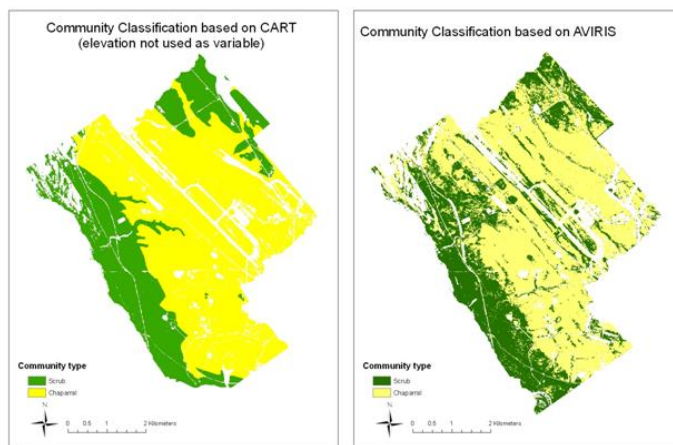 Community Classification based on CART
(elevation not used as variable)
Community type
Scrub
Chaparral
N
0 0.5 1 2 Kilometers
Community Classification based on AVIRIS
Community type
Scrub
Chaparral
N
0 0.5 1 2 Kilometers